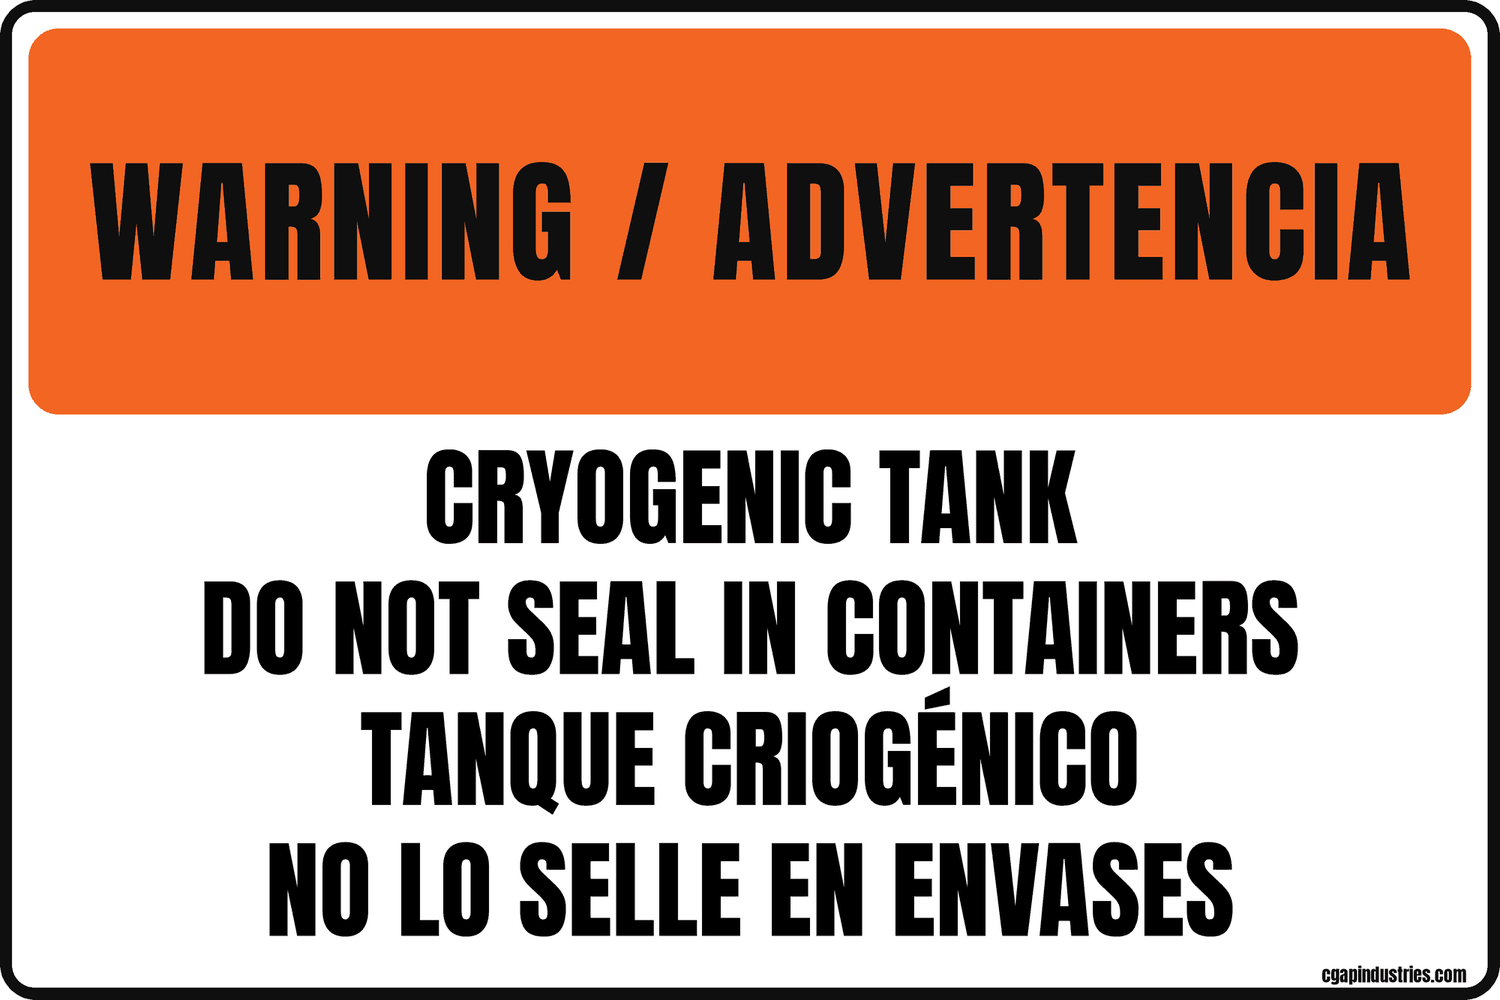 WARNING / ADVERTENCIA
CRYOGENIC TANK
DO NOT SEAL IN CONTAINERS
TANQUE CRIOGÉNICO
NO LO SELLE EN ENVASES
cgapindustries.com